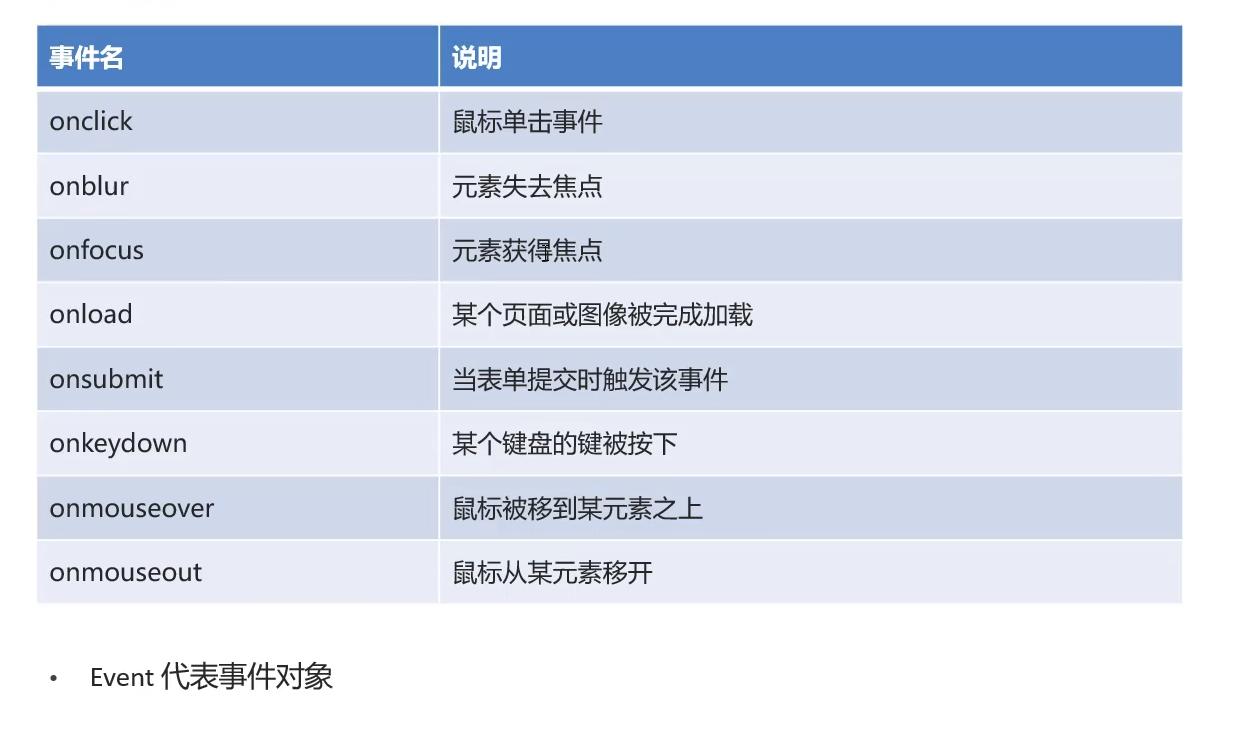 事件名 说明
onclick 鼠标单击事件
onblur 元素失去焦点
onfocus 元素获得焦点
onload 某个页面或图像被完成加载
onsubmit 当表单提交时触发该事件
onkeydown 某个键盘的键被按下
onmouseover 鼠标被移到某元素之上
onmouseout 鼠标从某元素移开
• Event 代表事件对象